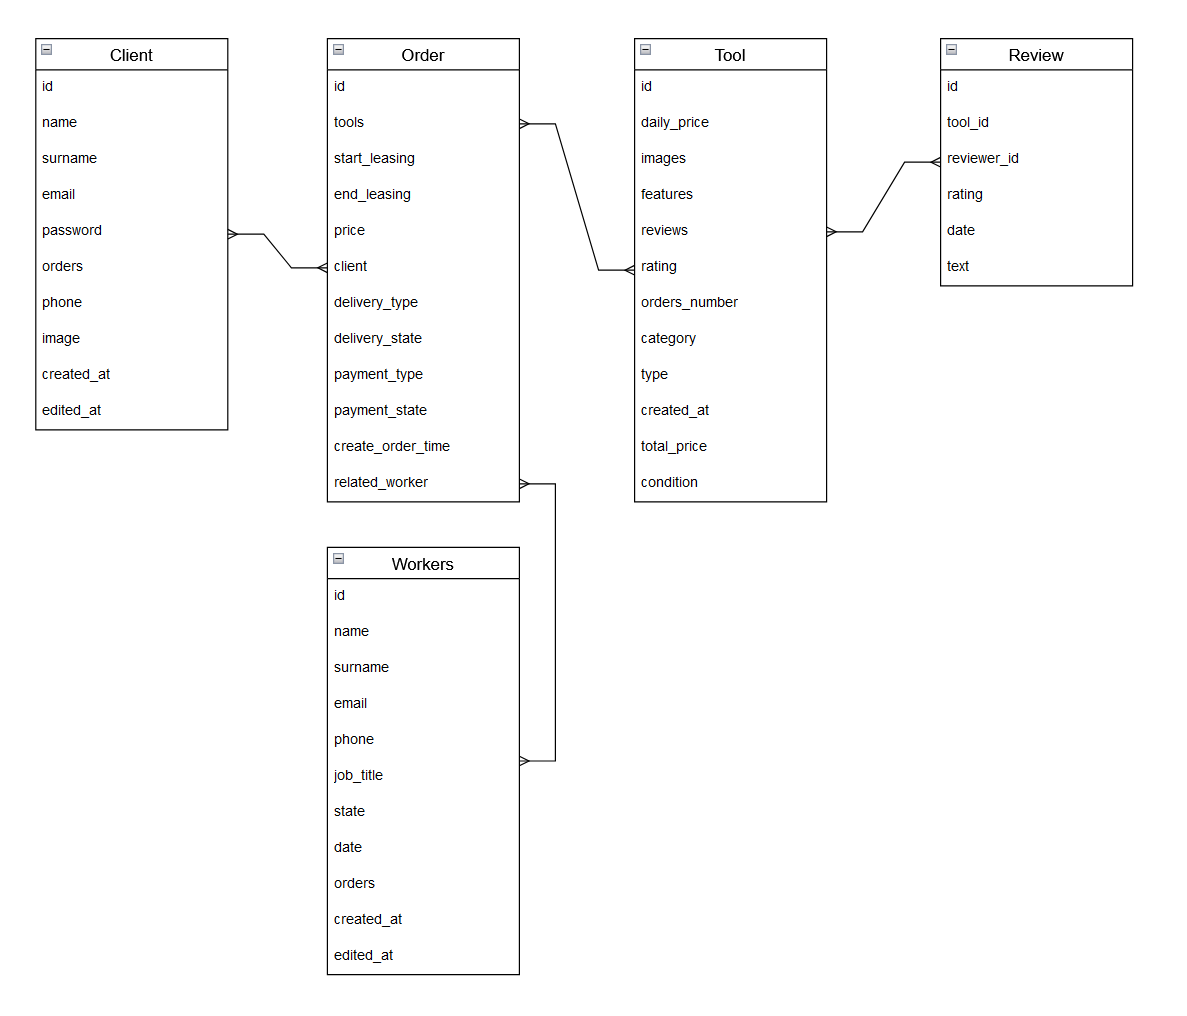 Client
id
name
surname
email
password
orders
phone
image
created_at
edited_at
Order
id
tools
start_leasing
end_leasing
price
client
delivery_type
delivery_state
payment_type
payment_state
create_order_time
related_worker
Tool
id
daily_price
images
features
reviews
rating
orders_number
category
type
created_at
total_price
condition
Review
id
tool_id
reviewer_id
rating
date
text
Workers
id
name
surname
email
phone
job_title
state
date
orders
created_at
edited_at